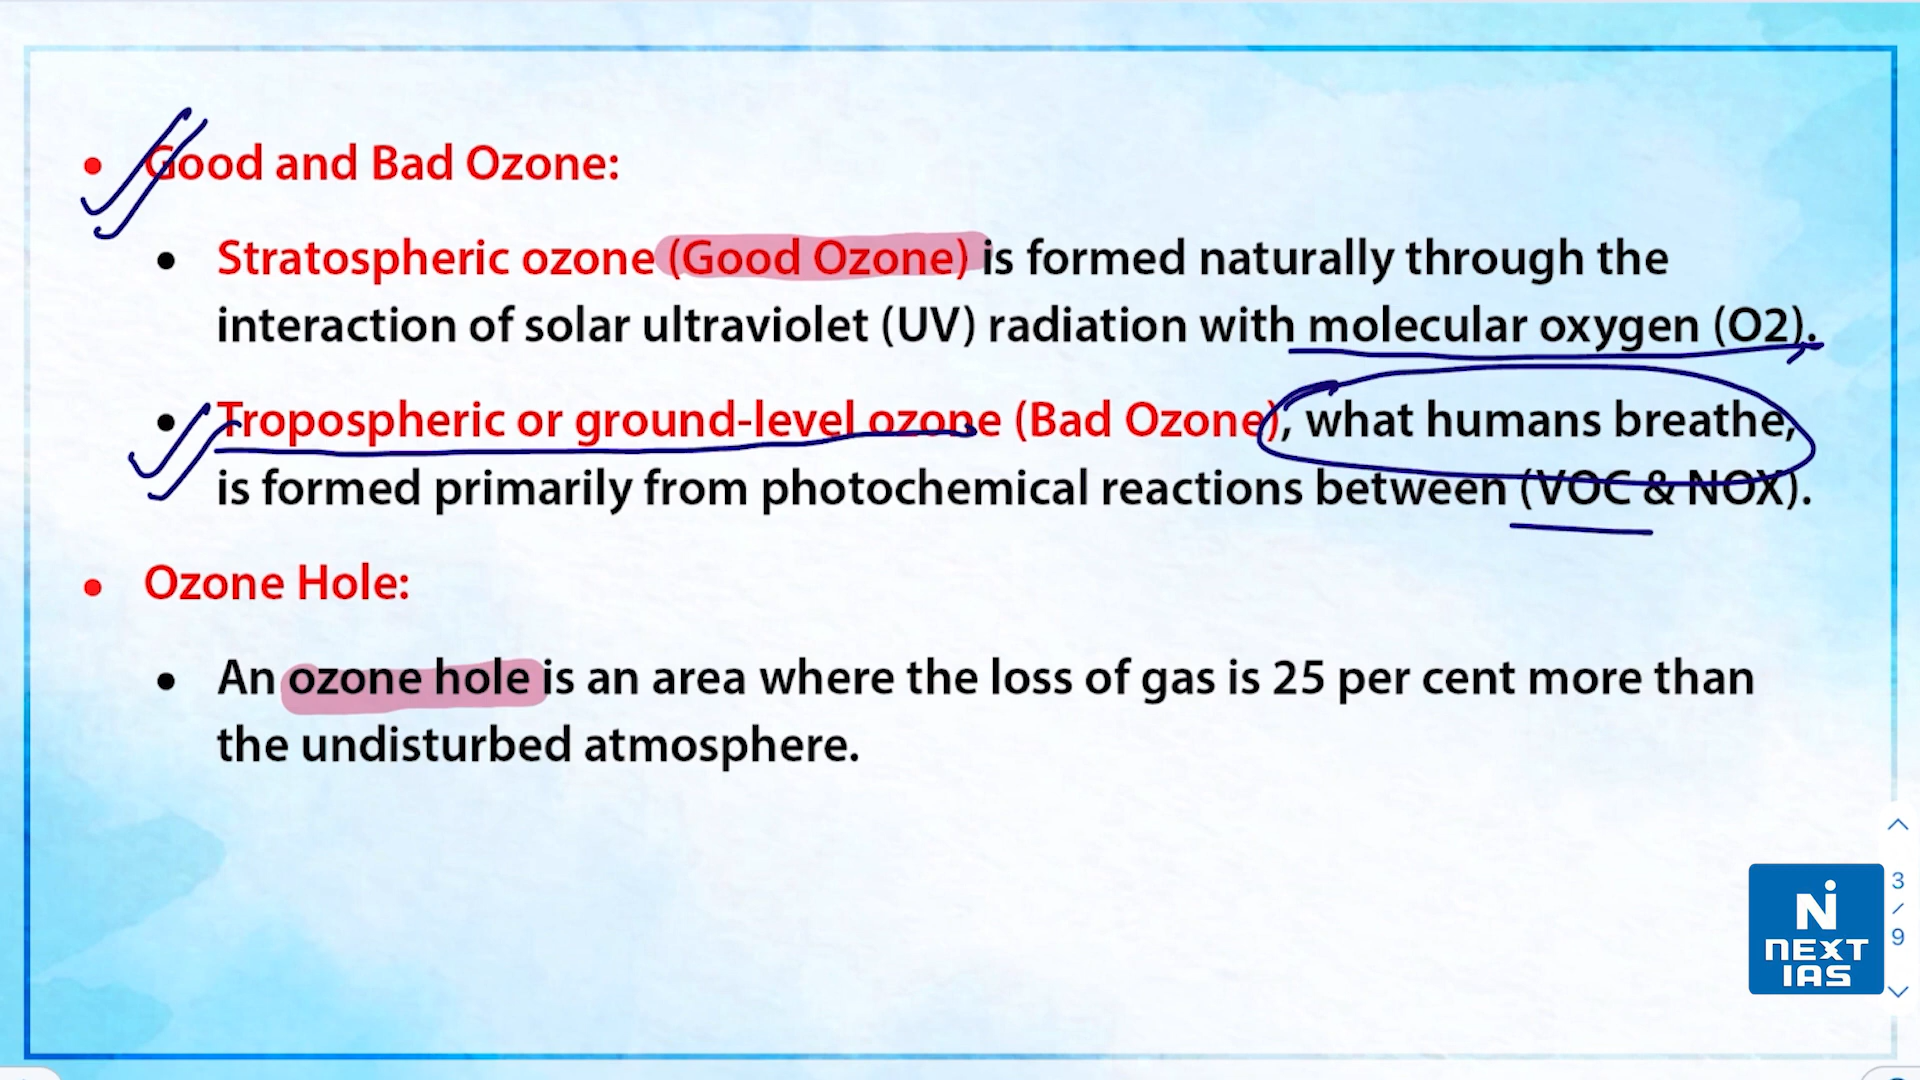 Good and Bad Ozone:
Stratospheric ozone (Good Ozone) is formed naturally through the
interaction of solar ultraviolet (UV) radiation with molecular oxygen (O2).
Tropospheric or ground-level ozone (Bad Ozone), what humans breathe,
is formed primarily from photochemical reactions between (VOC & NOX).
Ozone Hole:
An ozone hole is an area where the loss of gas is 25 per cent more than
the undisturbed atmosphere.
3
/
9
N
NEXT
IAS